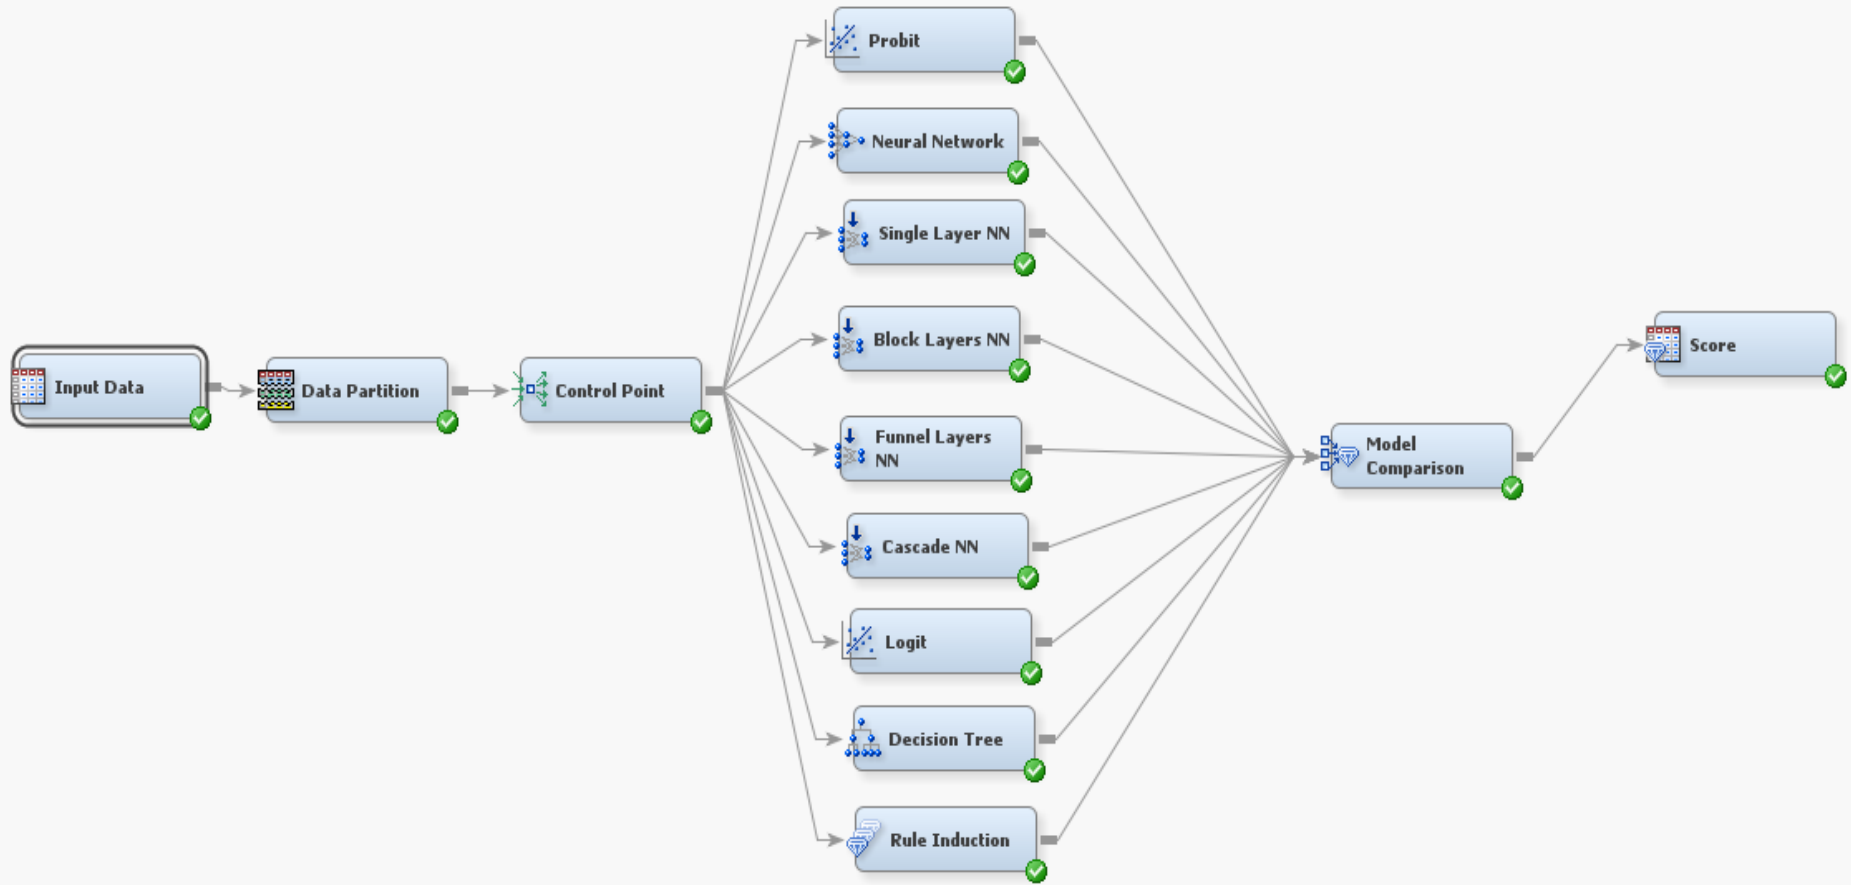 Input Data
Data Partition
Control Point
Probit
Neural Network
Single Layer NN
Block Layers NN
Funnel Layers
NN
Cascade NN
Logit
Decision Tree
Rule Induction
Model
Comparison
Score